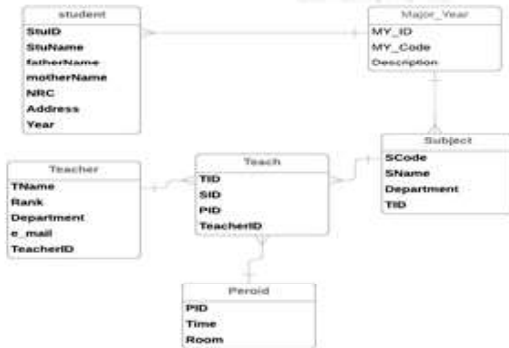 student
StuID
StuName
fatherName
motherName
NRC
Address
Year
Major_Year
MY_ID
MY_Code
Description
Subject
SCode
SName
Department
TID
Teach
TID
SID
PID
TeacherID
Teacher
TName
Rank
Department
e_mail
TeacherID
Peroid
PID
Time
Room